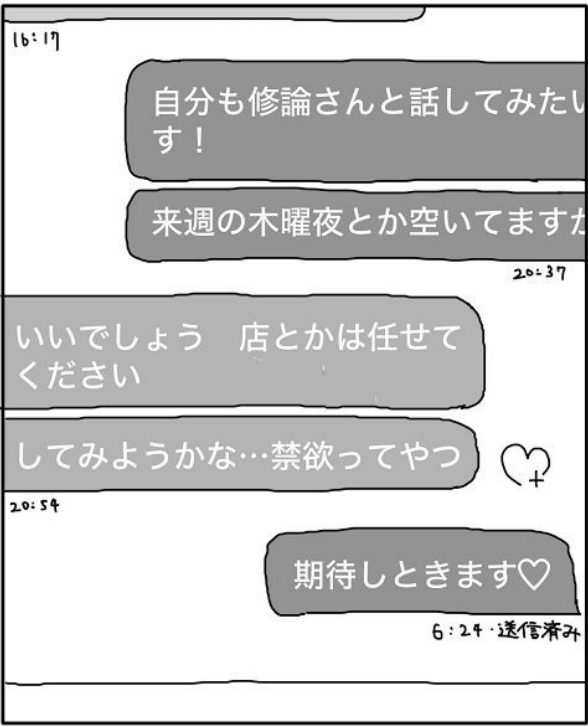 16:17
自分も修論さんと話してみたい
す！
来週の木曜夜とか空いてますか
20:37
いいでしょう　店とかは任せて
ください
してみようかな…禁欲ってやつ
20:54
期待しときます♡
6:24・送信済み